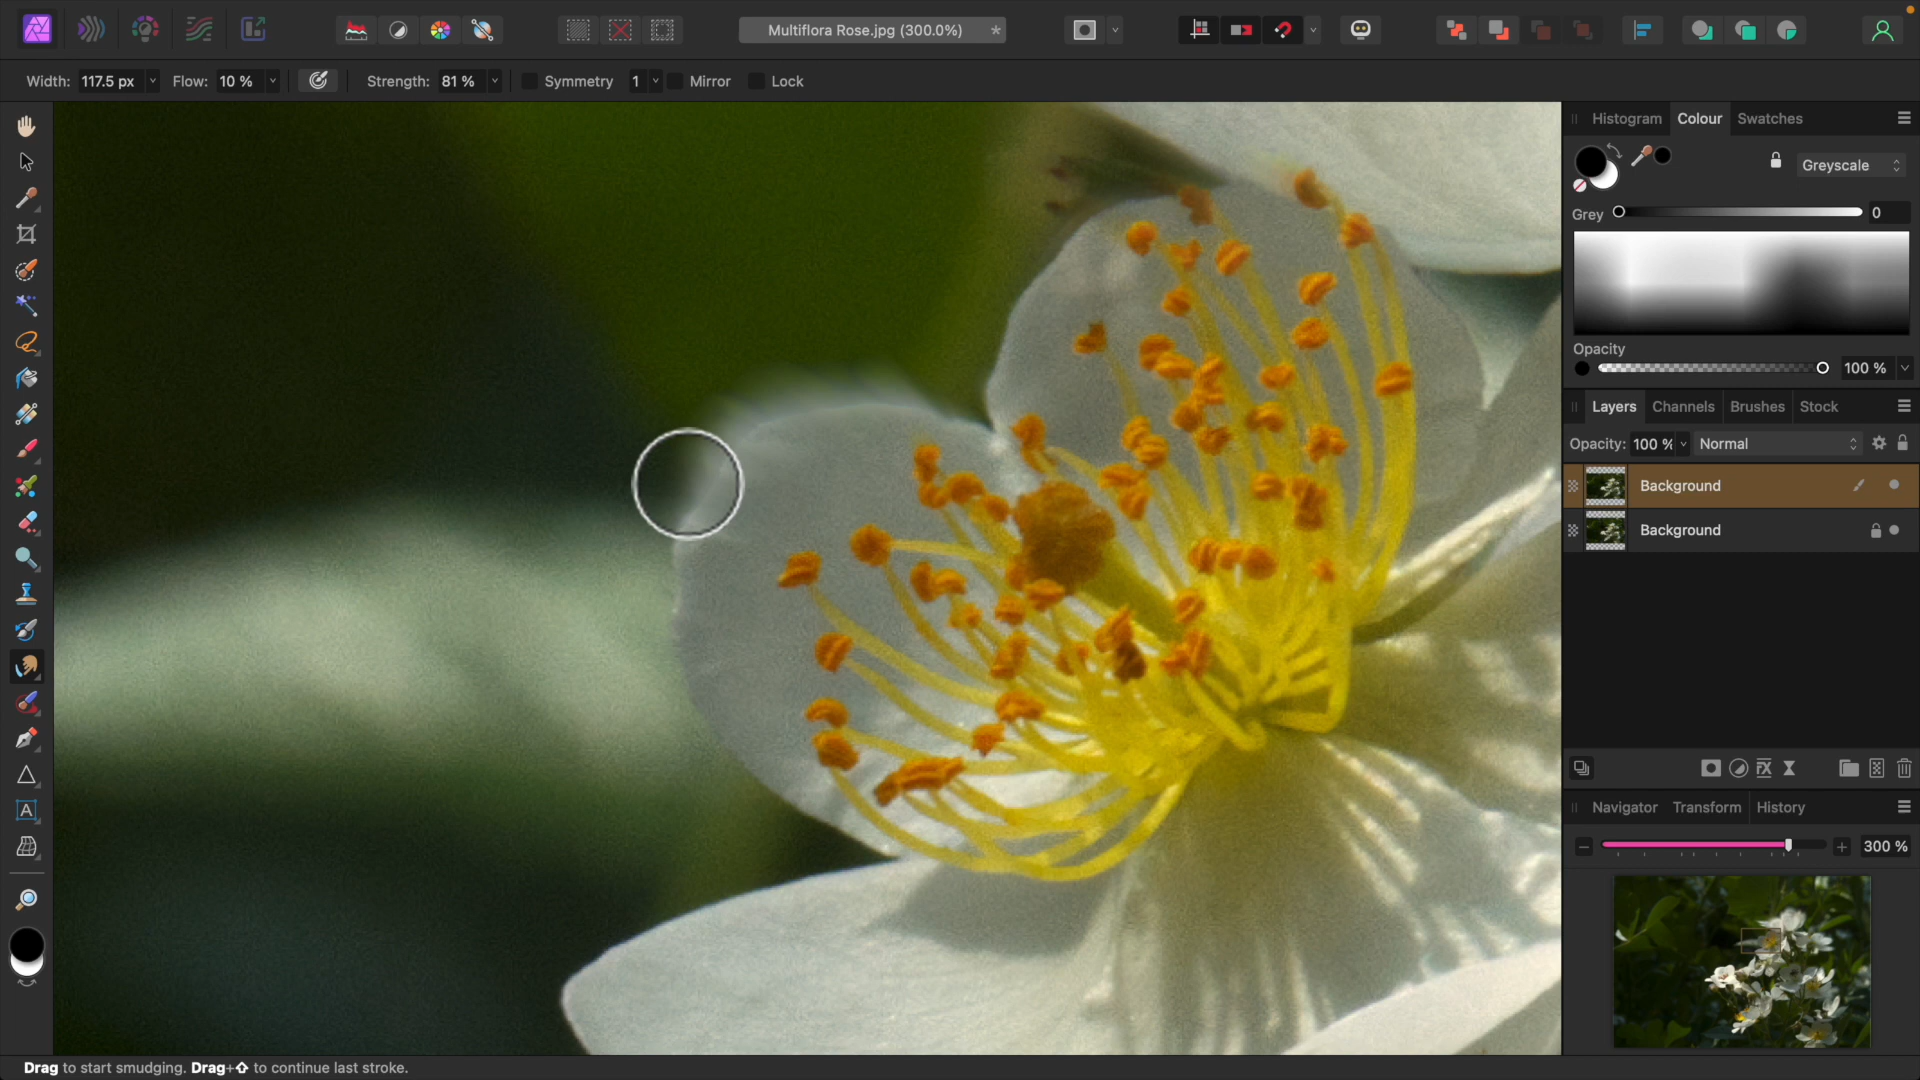 Multiflora Rose.jpg (300.0%) *
Width: 117.5 px Flow: 10 % Strength: 81 % Symmetry 1 Mirror Lock
Histogram Colour Swatches
Greyscale
Grey 0
Opacity
100 %
Layers Channels Brushes Stock
Opacity: 100 % Normal
Background
Background
Navigator Transform History
300 %
Drag to start smudging. Drag+⇧ to continue last stroke.